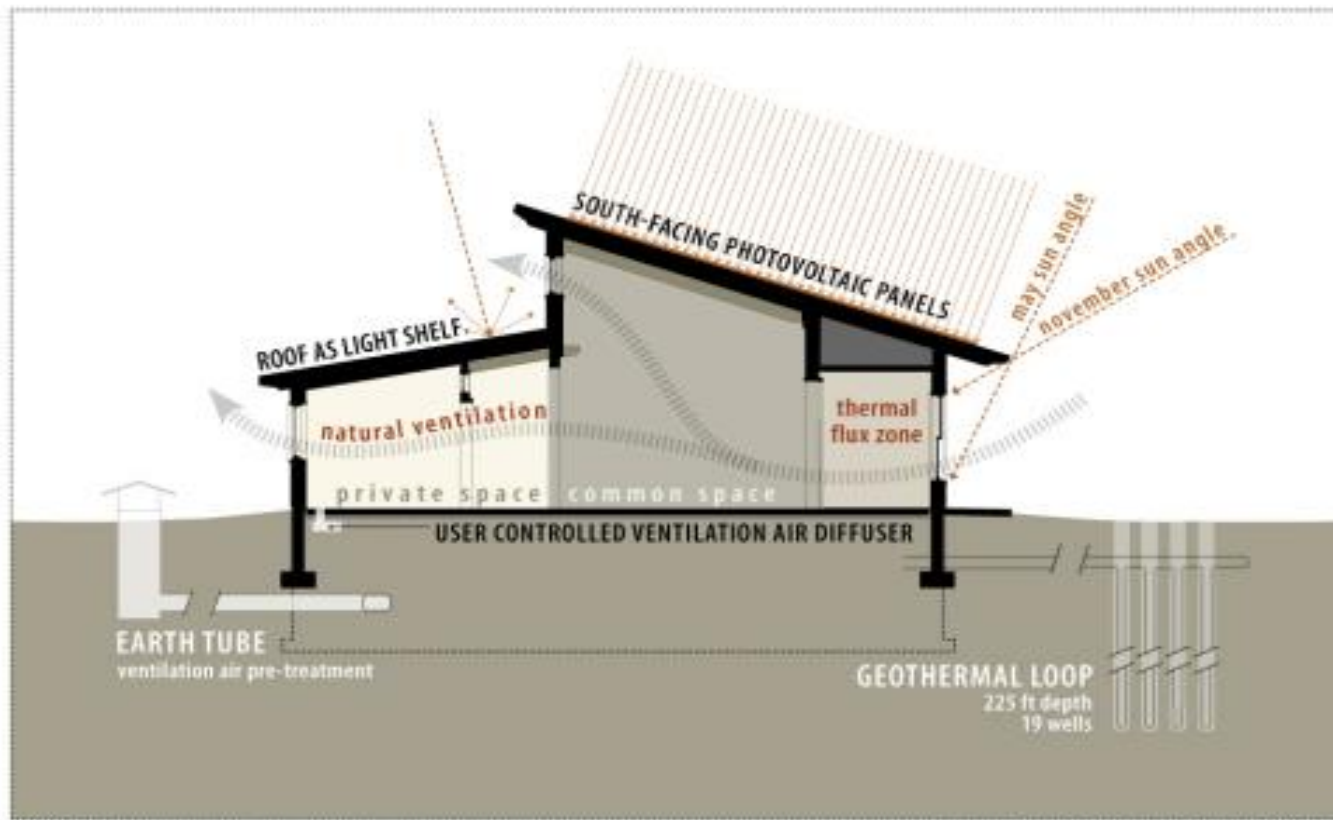 SOUTH-FACING PHOTOVOLTAIC PANELS
may sun angle
november sun angle.
ROOF AS LIGHT SHELF.
natural ventilation
thermal
flux zone
private space
common space
USER CONTROLLED VENTILATION AIR DIFFUSER
EARTH TUBE
ventilation air pre-treatment
GEOTHERMAL LOOP
225 ft depth
19 wells